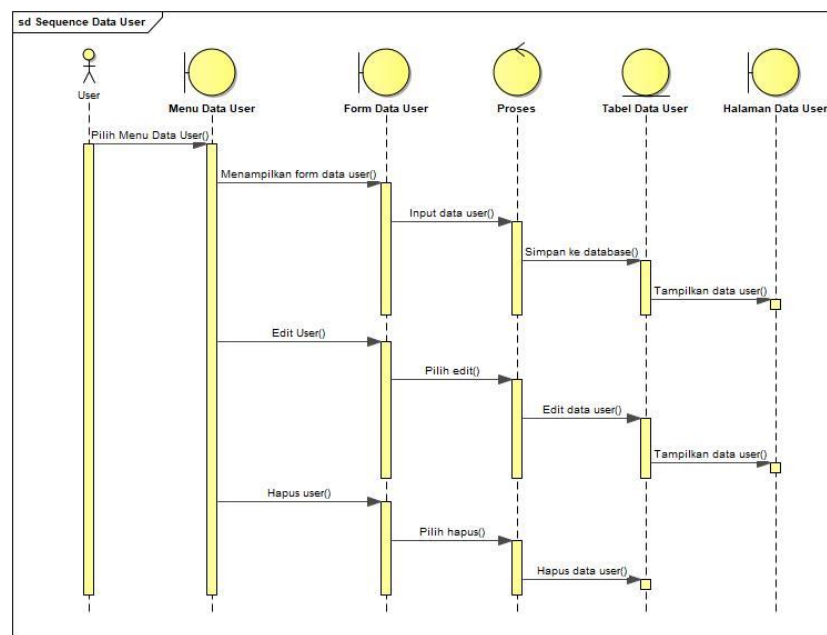 sd Sequence Data User
User
Menu Data User
Form Data User
Proses
Tabel Data User
Halaman Data User
Pilih Menu Data User()
Menampilkan form data user()
Input data user()
Simpan ke database()
Tampilkan data user()
Edit User()
Pilih edit()
Edit data user()
Tampilkan data user()
Hapus user()
Pilih hapus()
Hapus data user()